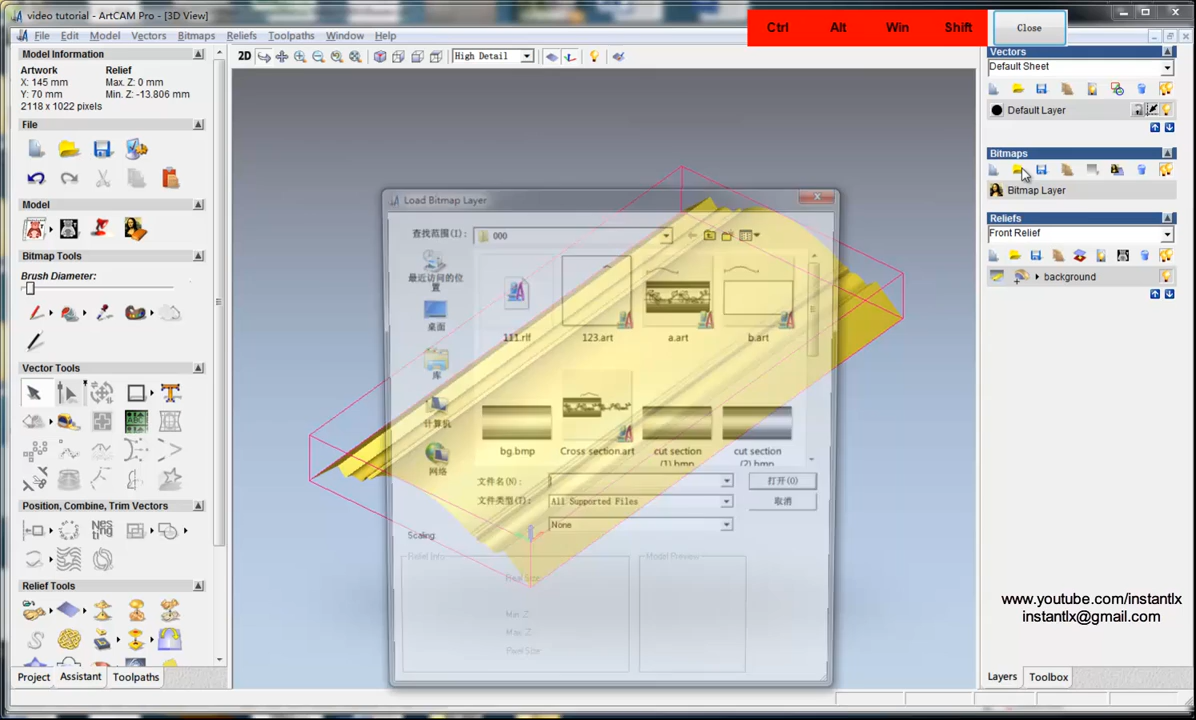 video tutorial - ArtCAM Pro - [3D View]
Ctrl Alt Win Shift Close
File Edit Model Vectors Bitmaps Reliefs Toolpaths Window Help
Model Information
Artwork Relief
X: 145 mm Max. Z: 0 mm
Y: 70 mm Min. Z: -13.806 mm
2118 x 1022 pixels
File
Model
Bitmap Tools
Brush Diameter:
Vector Tools
Position, Combine, Trim Vectors
Relief Tools
Project Assistant Toolpaths
2D High Detail
Load Bitmap Layer
查找范围(I): 000
最近访问的位置
桌面
库
计算机
网络
111.rlf 123.art a.art b.art
bg.bmp Cross section.art cut section (1).bmp cut section (2).bmp
文件名(N): 打开(O)
文件类型(T): All Supported Files 取消
None
Scaling
Relief Info Model Preview
Pixel Size
Min. Z:
Max. Z:
Pixel Size
Vectors
Default Sheet
Default Layer
Bitmaps
Bitmap Layer
Reliefs
Front Relief
background
www.youtube.com/instantlx
instantlx@gmail.com
Layers Toolbox